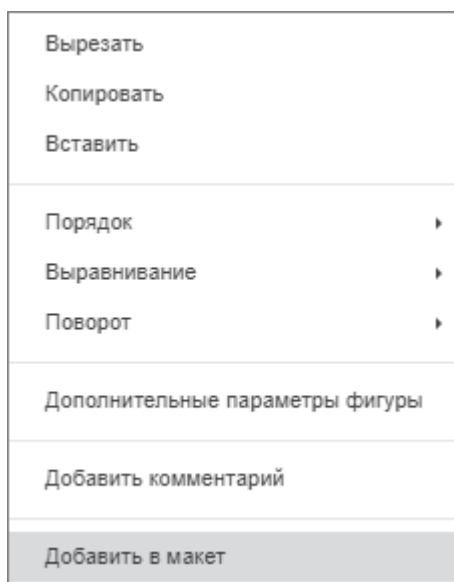 Вырезать
Копировать
Вставить
Порядок
Выравнивание
Поворот
Дополнительные параметры фигуры
Добавить комментарий
Добавить в макет